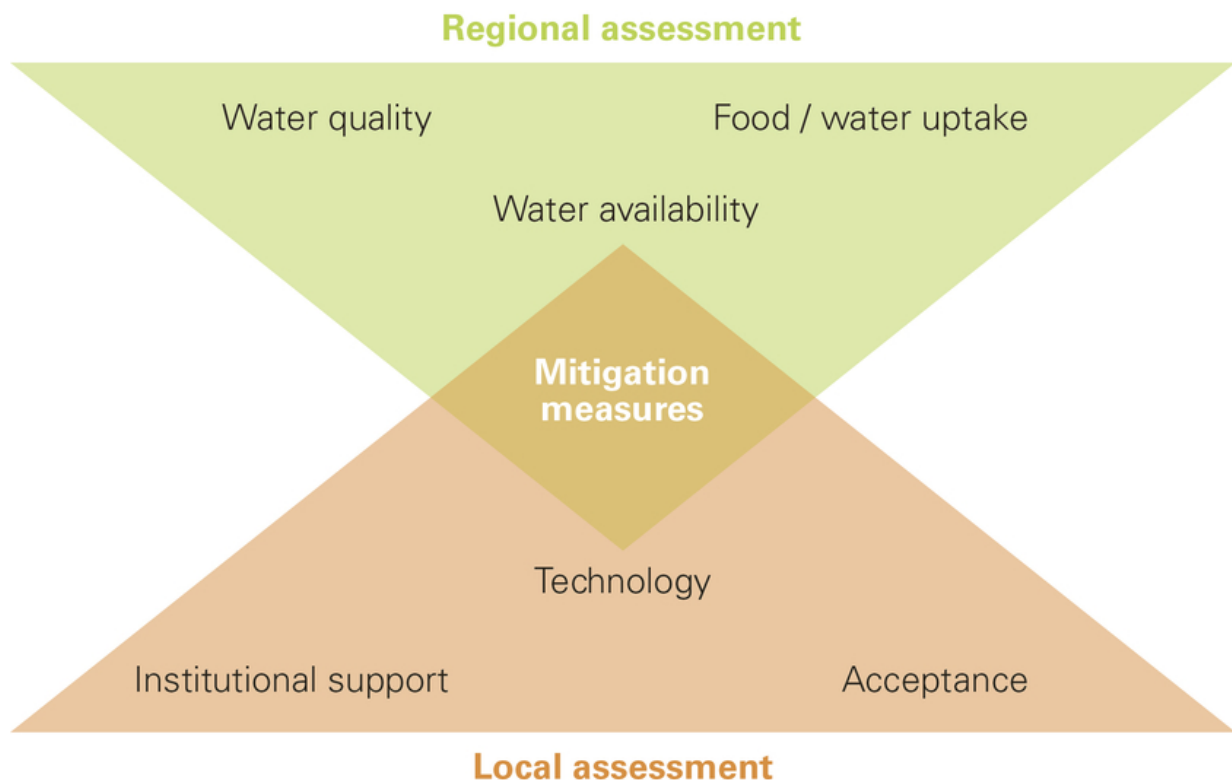 Regional assessment
Water quality
Food / water uptake
Water availability
Mitigation
measures
Technology
Institutional support
Acceptance
Local assessment